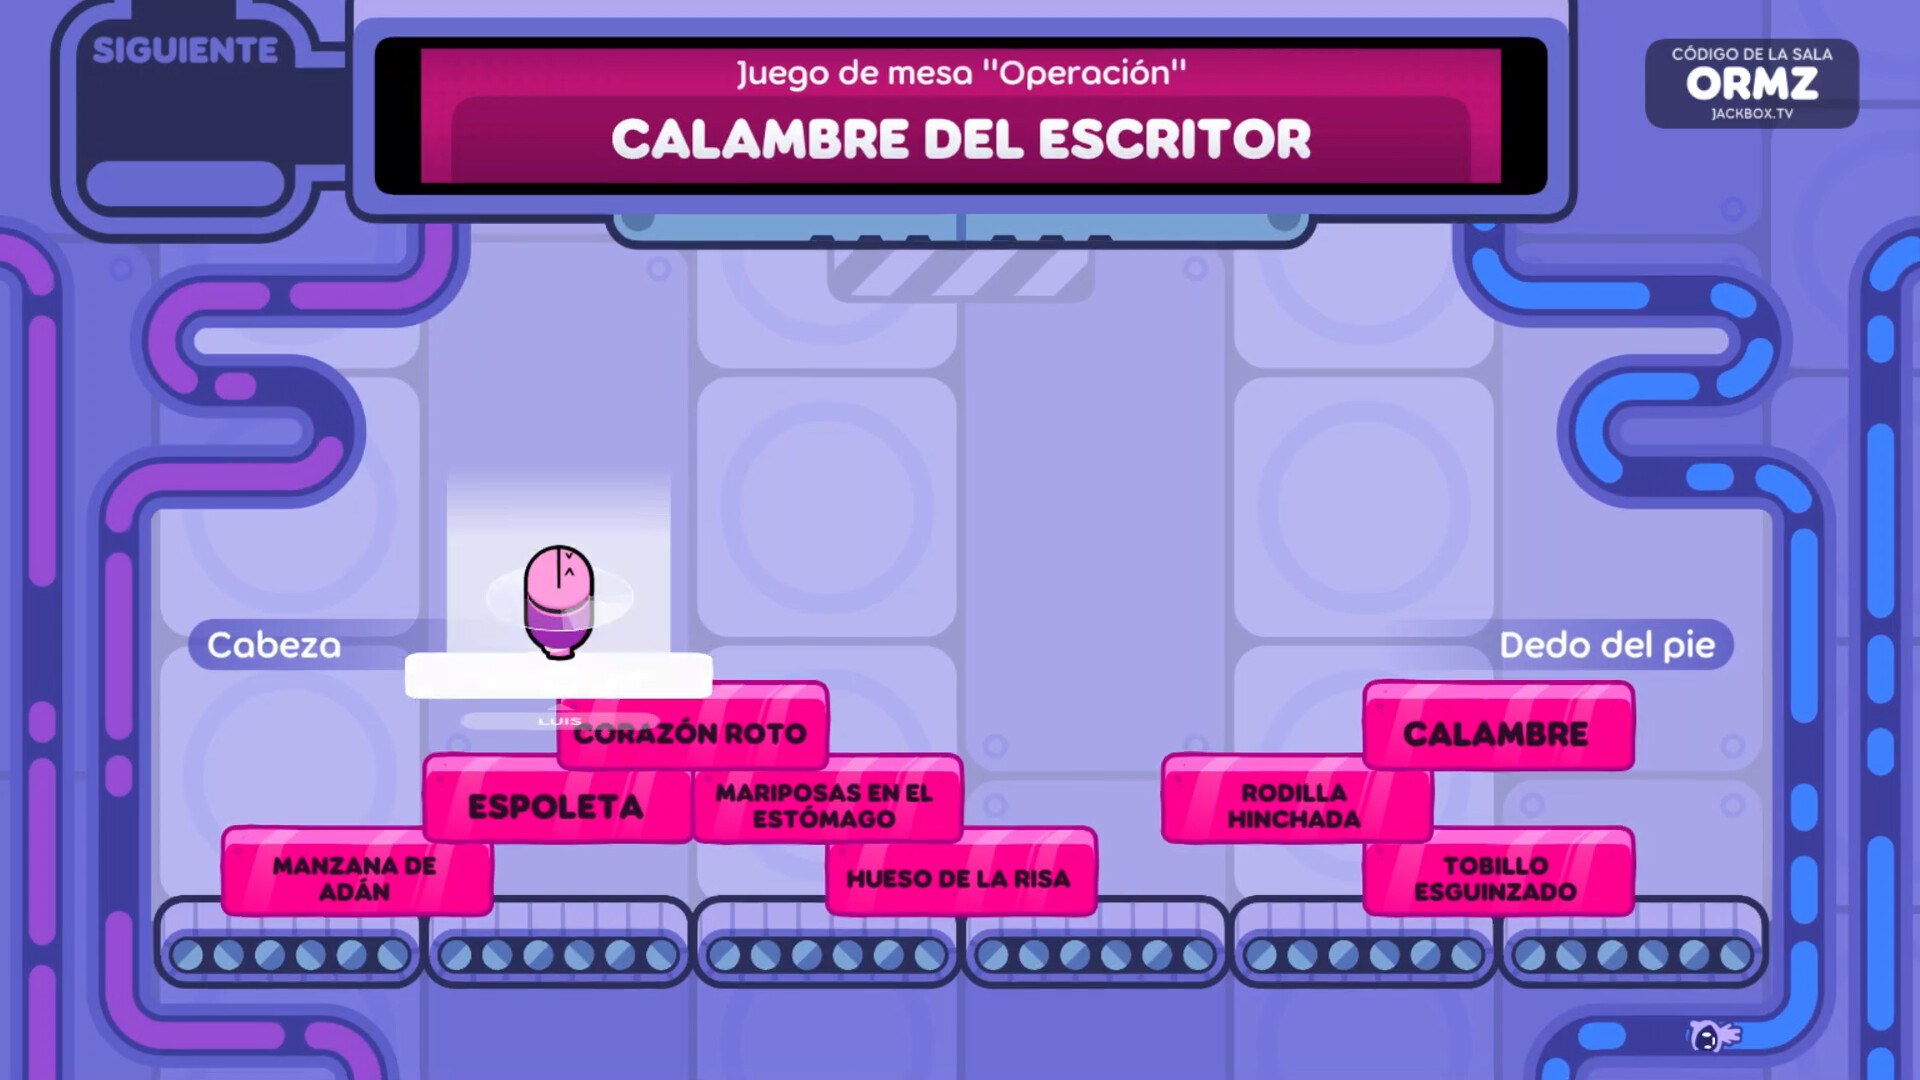 SIGUIENTE
Juego de mesa "Operación"
CALAMBRE DEL ESCRITOR
CÓDIGO DE LA SALA
ORMZ
JACKBOX.TV
Cabeza
Dedo del pie
LUIS
CORAZÓN ROTO
CALAMBRE
ESPOLETA
MARIPOSAS EN EL
ESTÓMAGO
RODILLA
HINCHADA
MANZANA DE
ADÁN
HUESO DE LA RISA
TOBILLO
ESGUINZADO